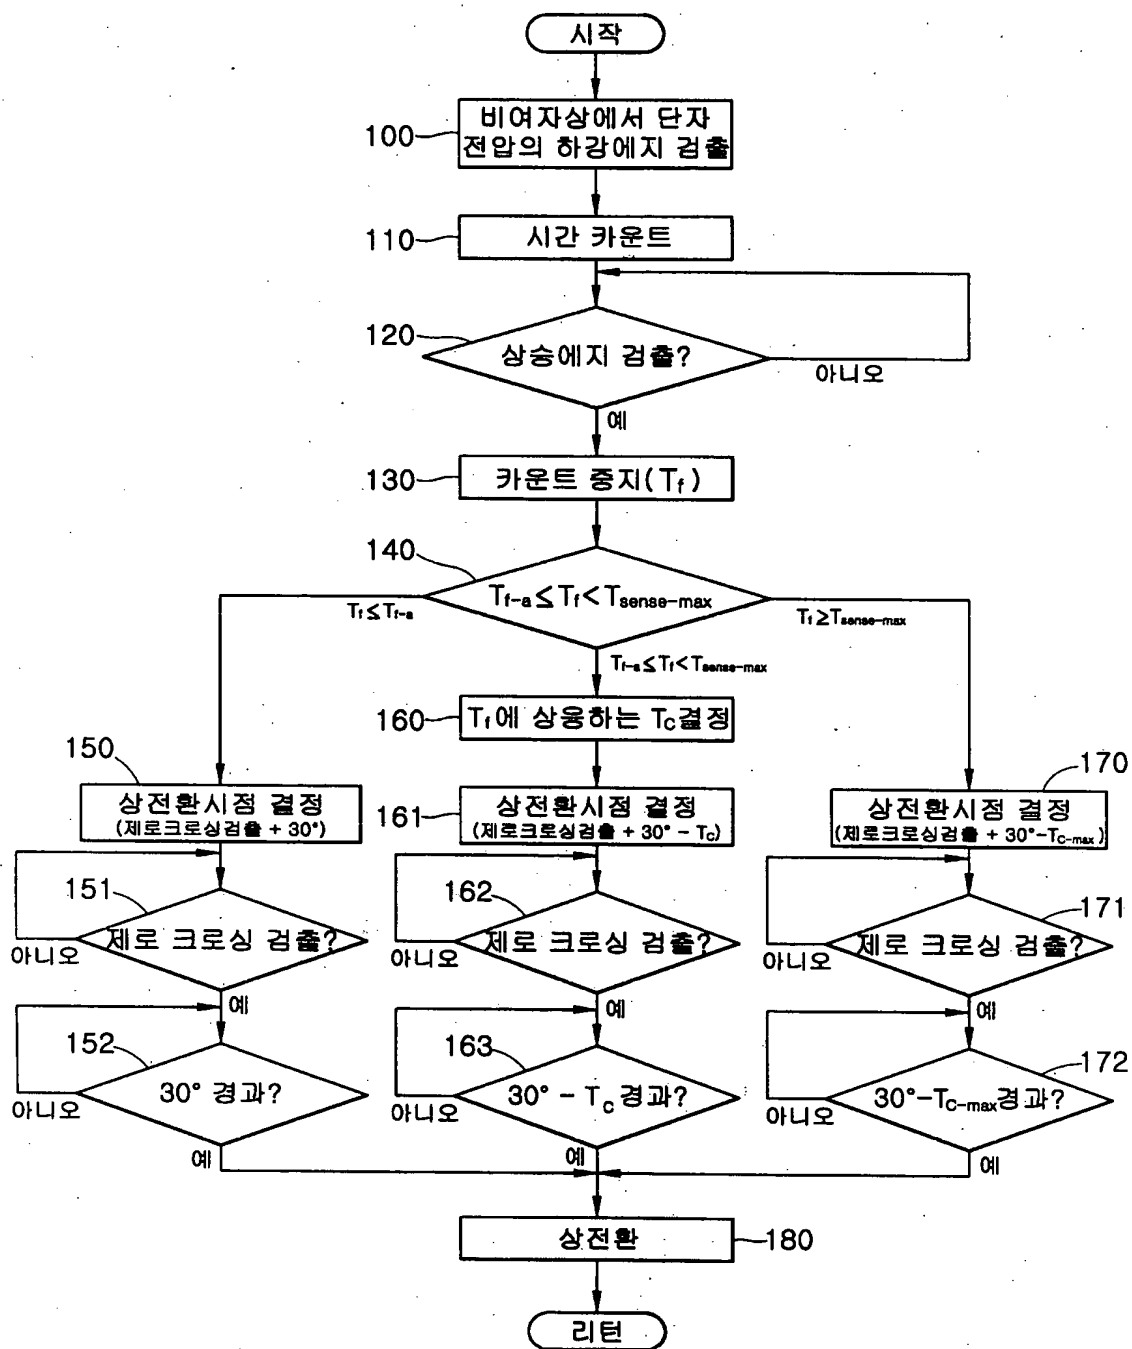 시작
100
비여자상에서 단자
전압의 하강에지 검출
110
시간 카운트
120
상승에지 검출?
아니오
예
130
카운트 중지(Tf)
140
Tf-a≤Tf<Tsense-max
Tf≤Tf-a
Tf≥Tsense-max
Tf-a≤Tf<Tsense-max
160
Tf에 상응하는 TC결정
150
상전환시점 결정
(제로크로싱검출 + 30°)
161
상전환시점 결정
(제로크로싱검출 + 30° - TC)
170
상전환시점 결정
(제로크로싱검출 + 30°-TC-max)
151
제로 크로싱 검출?
아니오
예
162
제로 크로싱 검출?
아니오
예
171
제로 크로싱 검출?
아니오
예
152
30° 경과?
아니오
예
163
30° - Tc 경과?
아니오
예
172
30°-TC-max경과?
아니오
예
상전환
180
리턴